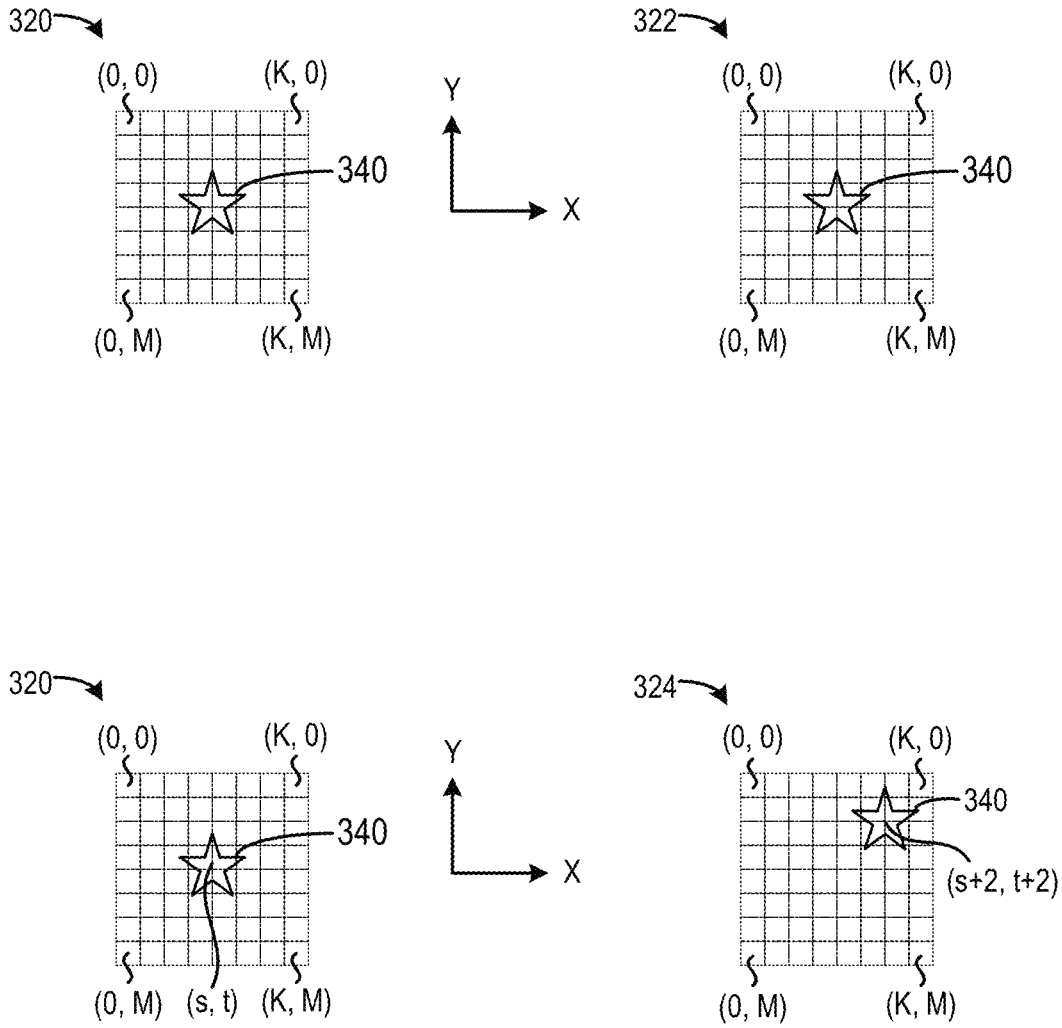 320
322
(0, 0) (K, 0)
(0, 0) (K, 0)
Y
340
340
X
(0, M) (K, M)
(0, M) (K, M)
320
324
(0, 0) (K, 0)
(0, 0) (K, 0)
Y
340
340
X
(s+2, t+2)
(0, M) (s, t) (K, M)
(0, M) (K, M)